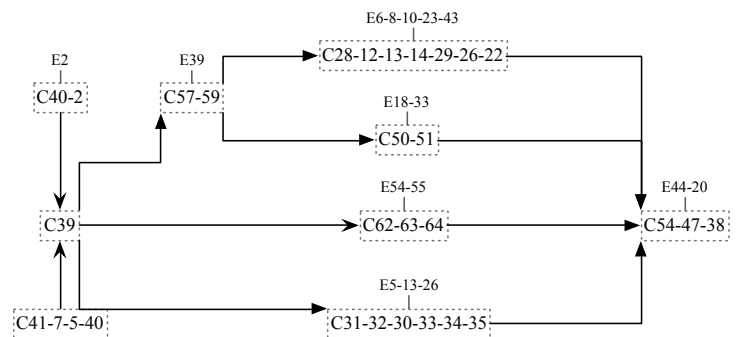 E6-8-10-23-43
C28-12-13-14-29-26-22
E2
E39
C40-2
C57-59
E18-33
C50-51
E54-55
E44-20
C39
C62-63-64
C54-47-38
E5-13-26
C41-7-5-40
C31-32-30-33-34-35